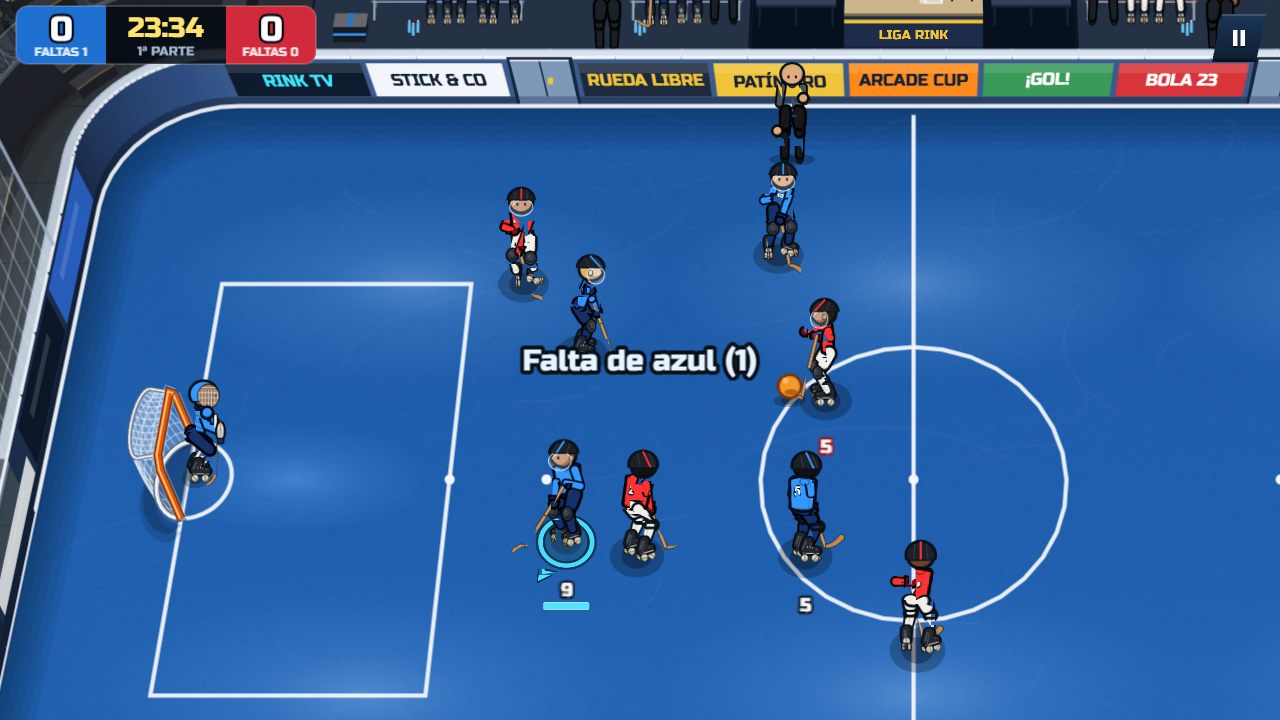 0
FALTAS 1
23:34
1ª PARTE
0
FALTAS 0
LIGA RINK
RINK TV
STICK & CO
RUEDA LIBRE
ARCADE CUP
¡GOL!
BOLA 23
Falta de azul (1)
5
5
9
5